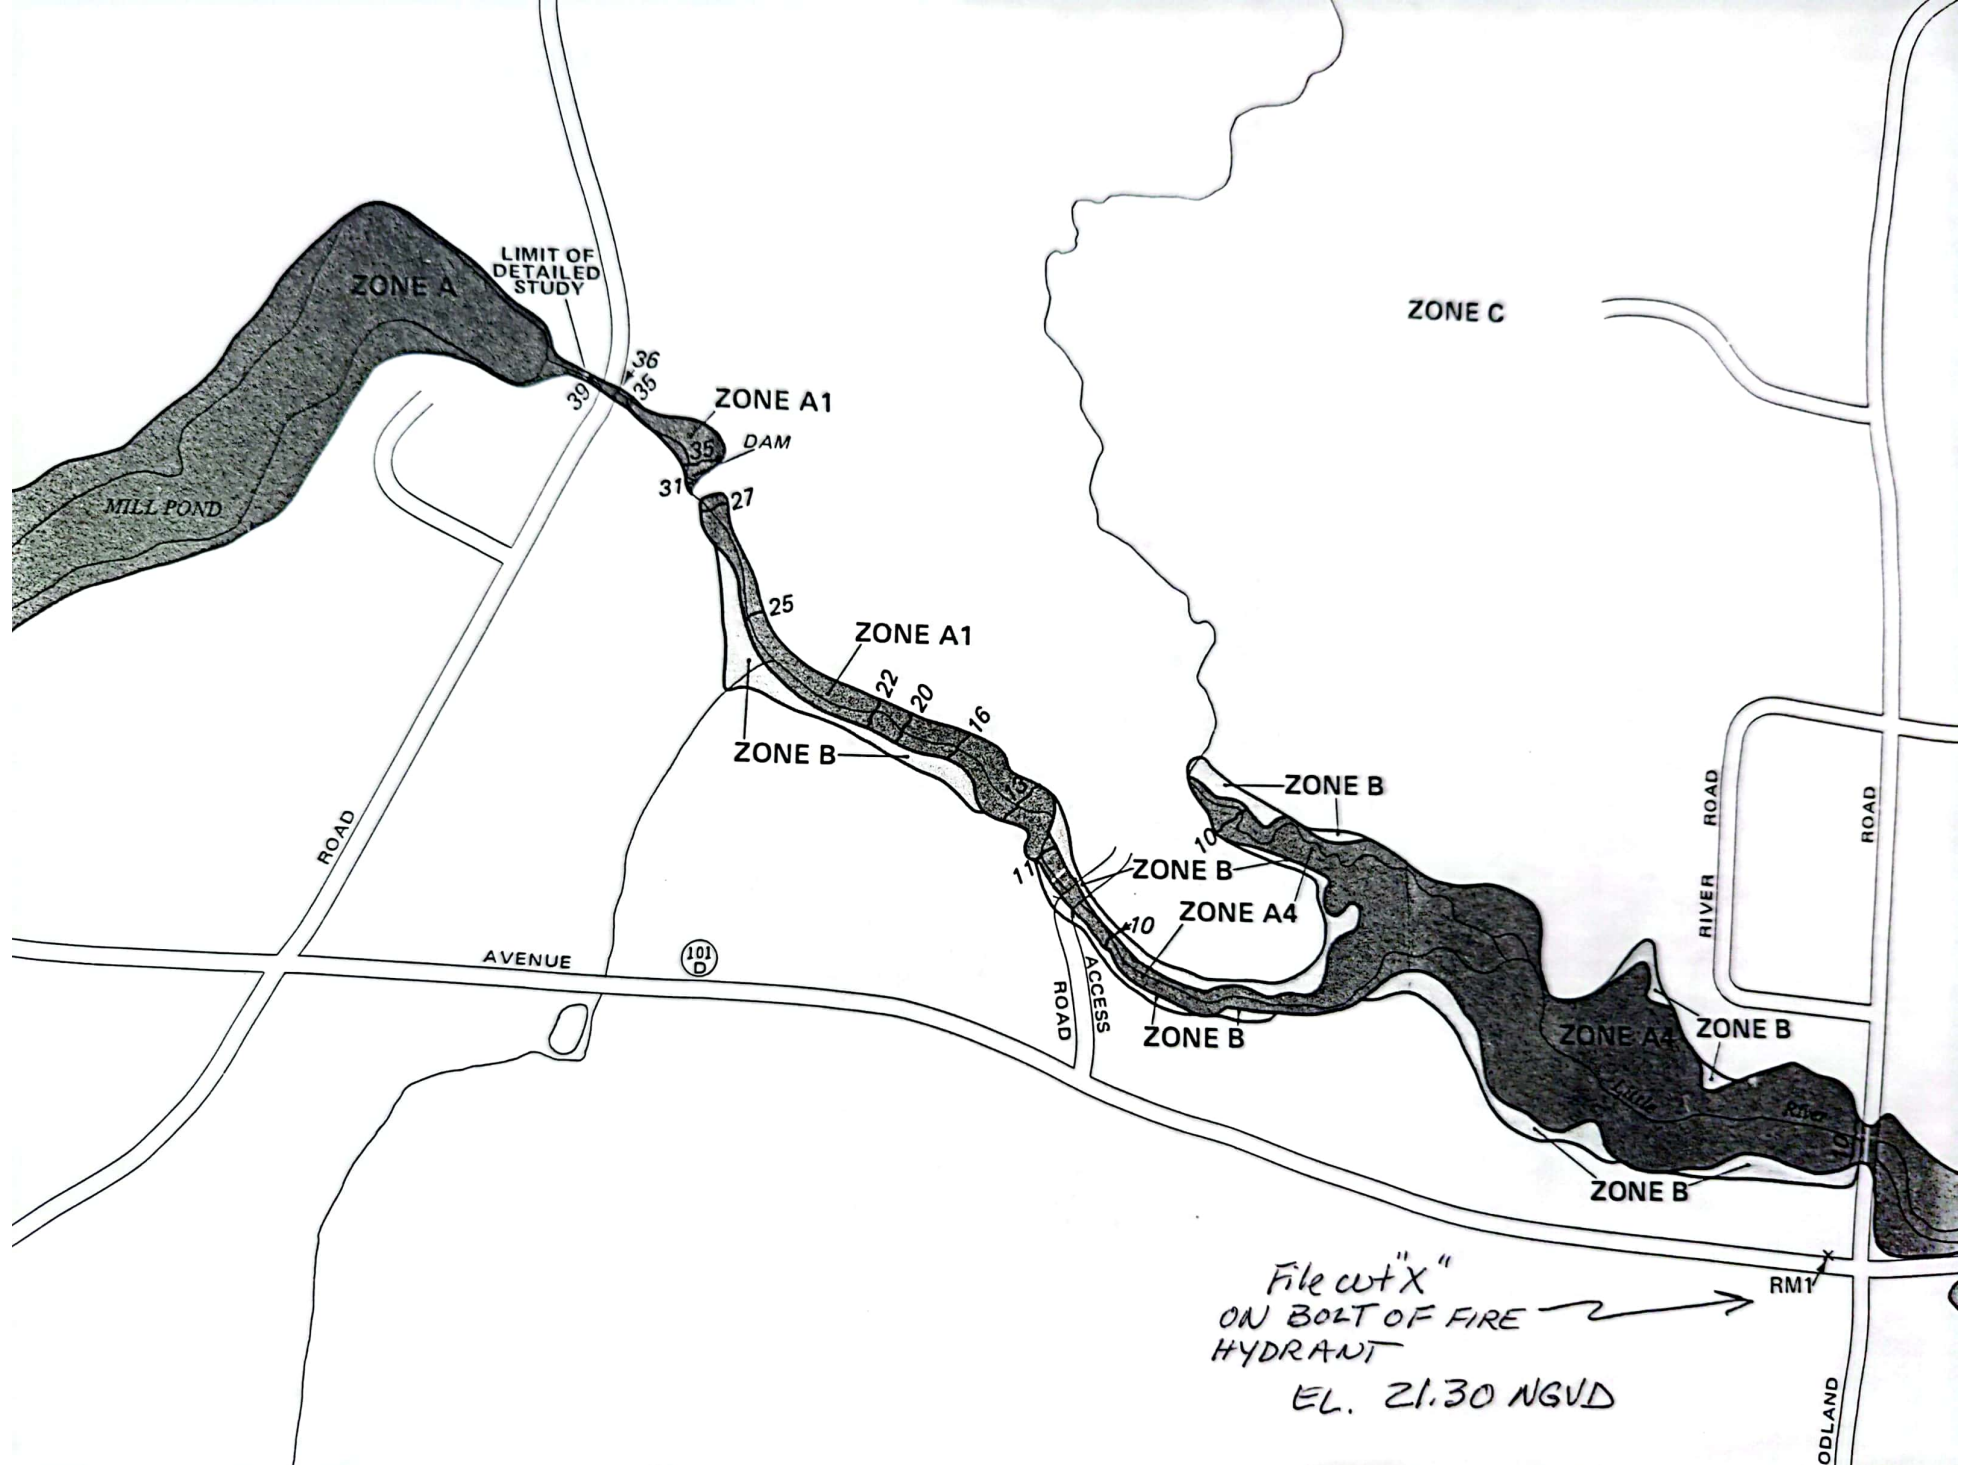 LIMIT OF
DETAILED
STUDY
ZONE A
ZONE C
36
39
35
ZONE A1
35
DAM
31
27
MILL POND
25
ZONE A1
22
20
16
ZONE B
13
ZONE B
ROAD
ROAD
ROAD
10
11
ZONE B
ZONE A4
RIVER
10
AVENUE
101
D
ACCESS
ROAD
ZONE B
ZONE A4
ZONE B
Little
River
10
ZONE B
RM1
File cut "X"
ON BOLT OF FIRE
HYDRANT
EL. 21.30 NGVD
ODLAND